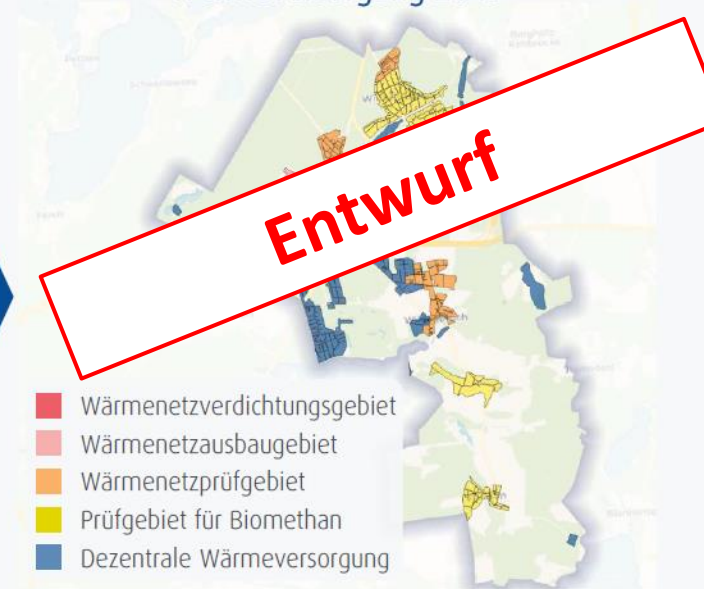 Entwurf
Wärmenetzverdichtungsgebiet
Wärmenetzausbaugebiet
Wärmenetzprüfgebiet
Prüfgebiet für Biomethan
Dezentrale Wärmeversorgung